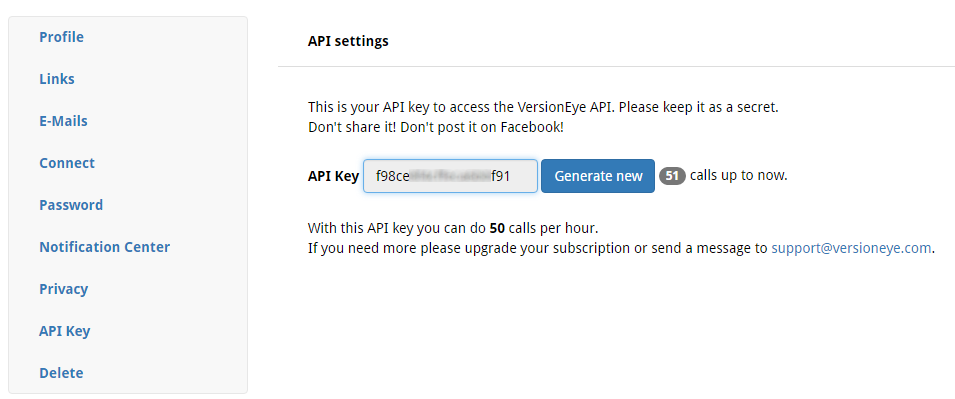 Profile
Links
E-Mails
Connect
Password
Notification Center
Privacy
API Key
Delete
API settings
This is your API key to access the VersionEye API. Please keep it as a secret.
Don't share it! Don't post it on Facebook!
API Key f98ce f91 Generate new 51 calls up to now.
With this API key you can do 50 calls per hour.
If you need more please upgrade your subscription or send a message to support@versioneye.com.